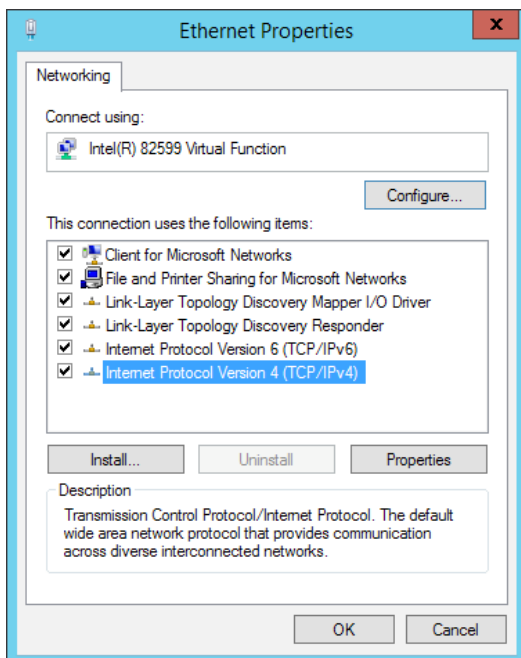 Ethernet Properties
x
Networking
Connect using:
Intel(R) 82599 Virtual Function
Configure...
This connection uses the following items:
Client for Microsoft Networks
File and Printer Sharing for Microsoft Networks
Link-Layer Topology Discovery Mapper I/O Driver
Link-Layer Topology Discovery Responder
Internet Protocol Version 6 (TCP/IPv6)
Internet Protocol Version 4 (TCP/IPv4)
Install... Uninstall Properties
Description
Transmission Control Protocol/Internet Protocol. The default
wide area network protocol that provides communication
across diverse interconnected networks.
OK Cancel